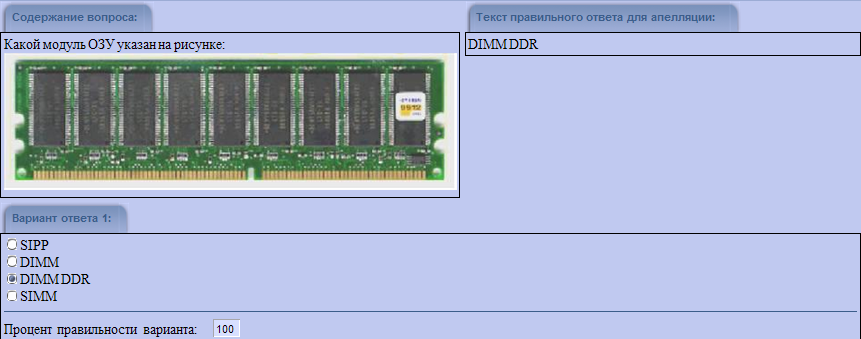 Содержание вопроса:
Текст правильного ответа для апелляции:
Какой модуль ОЗУ указан на рисунке:
DIMM DDR
Вариант ответа 1:
SIPP
DIMM
DIMM DDR
SIMM
Процент правильности варианта: 100